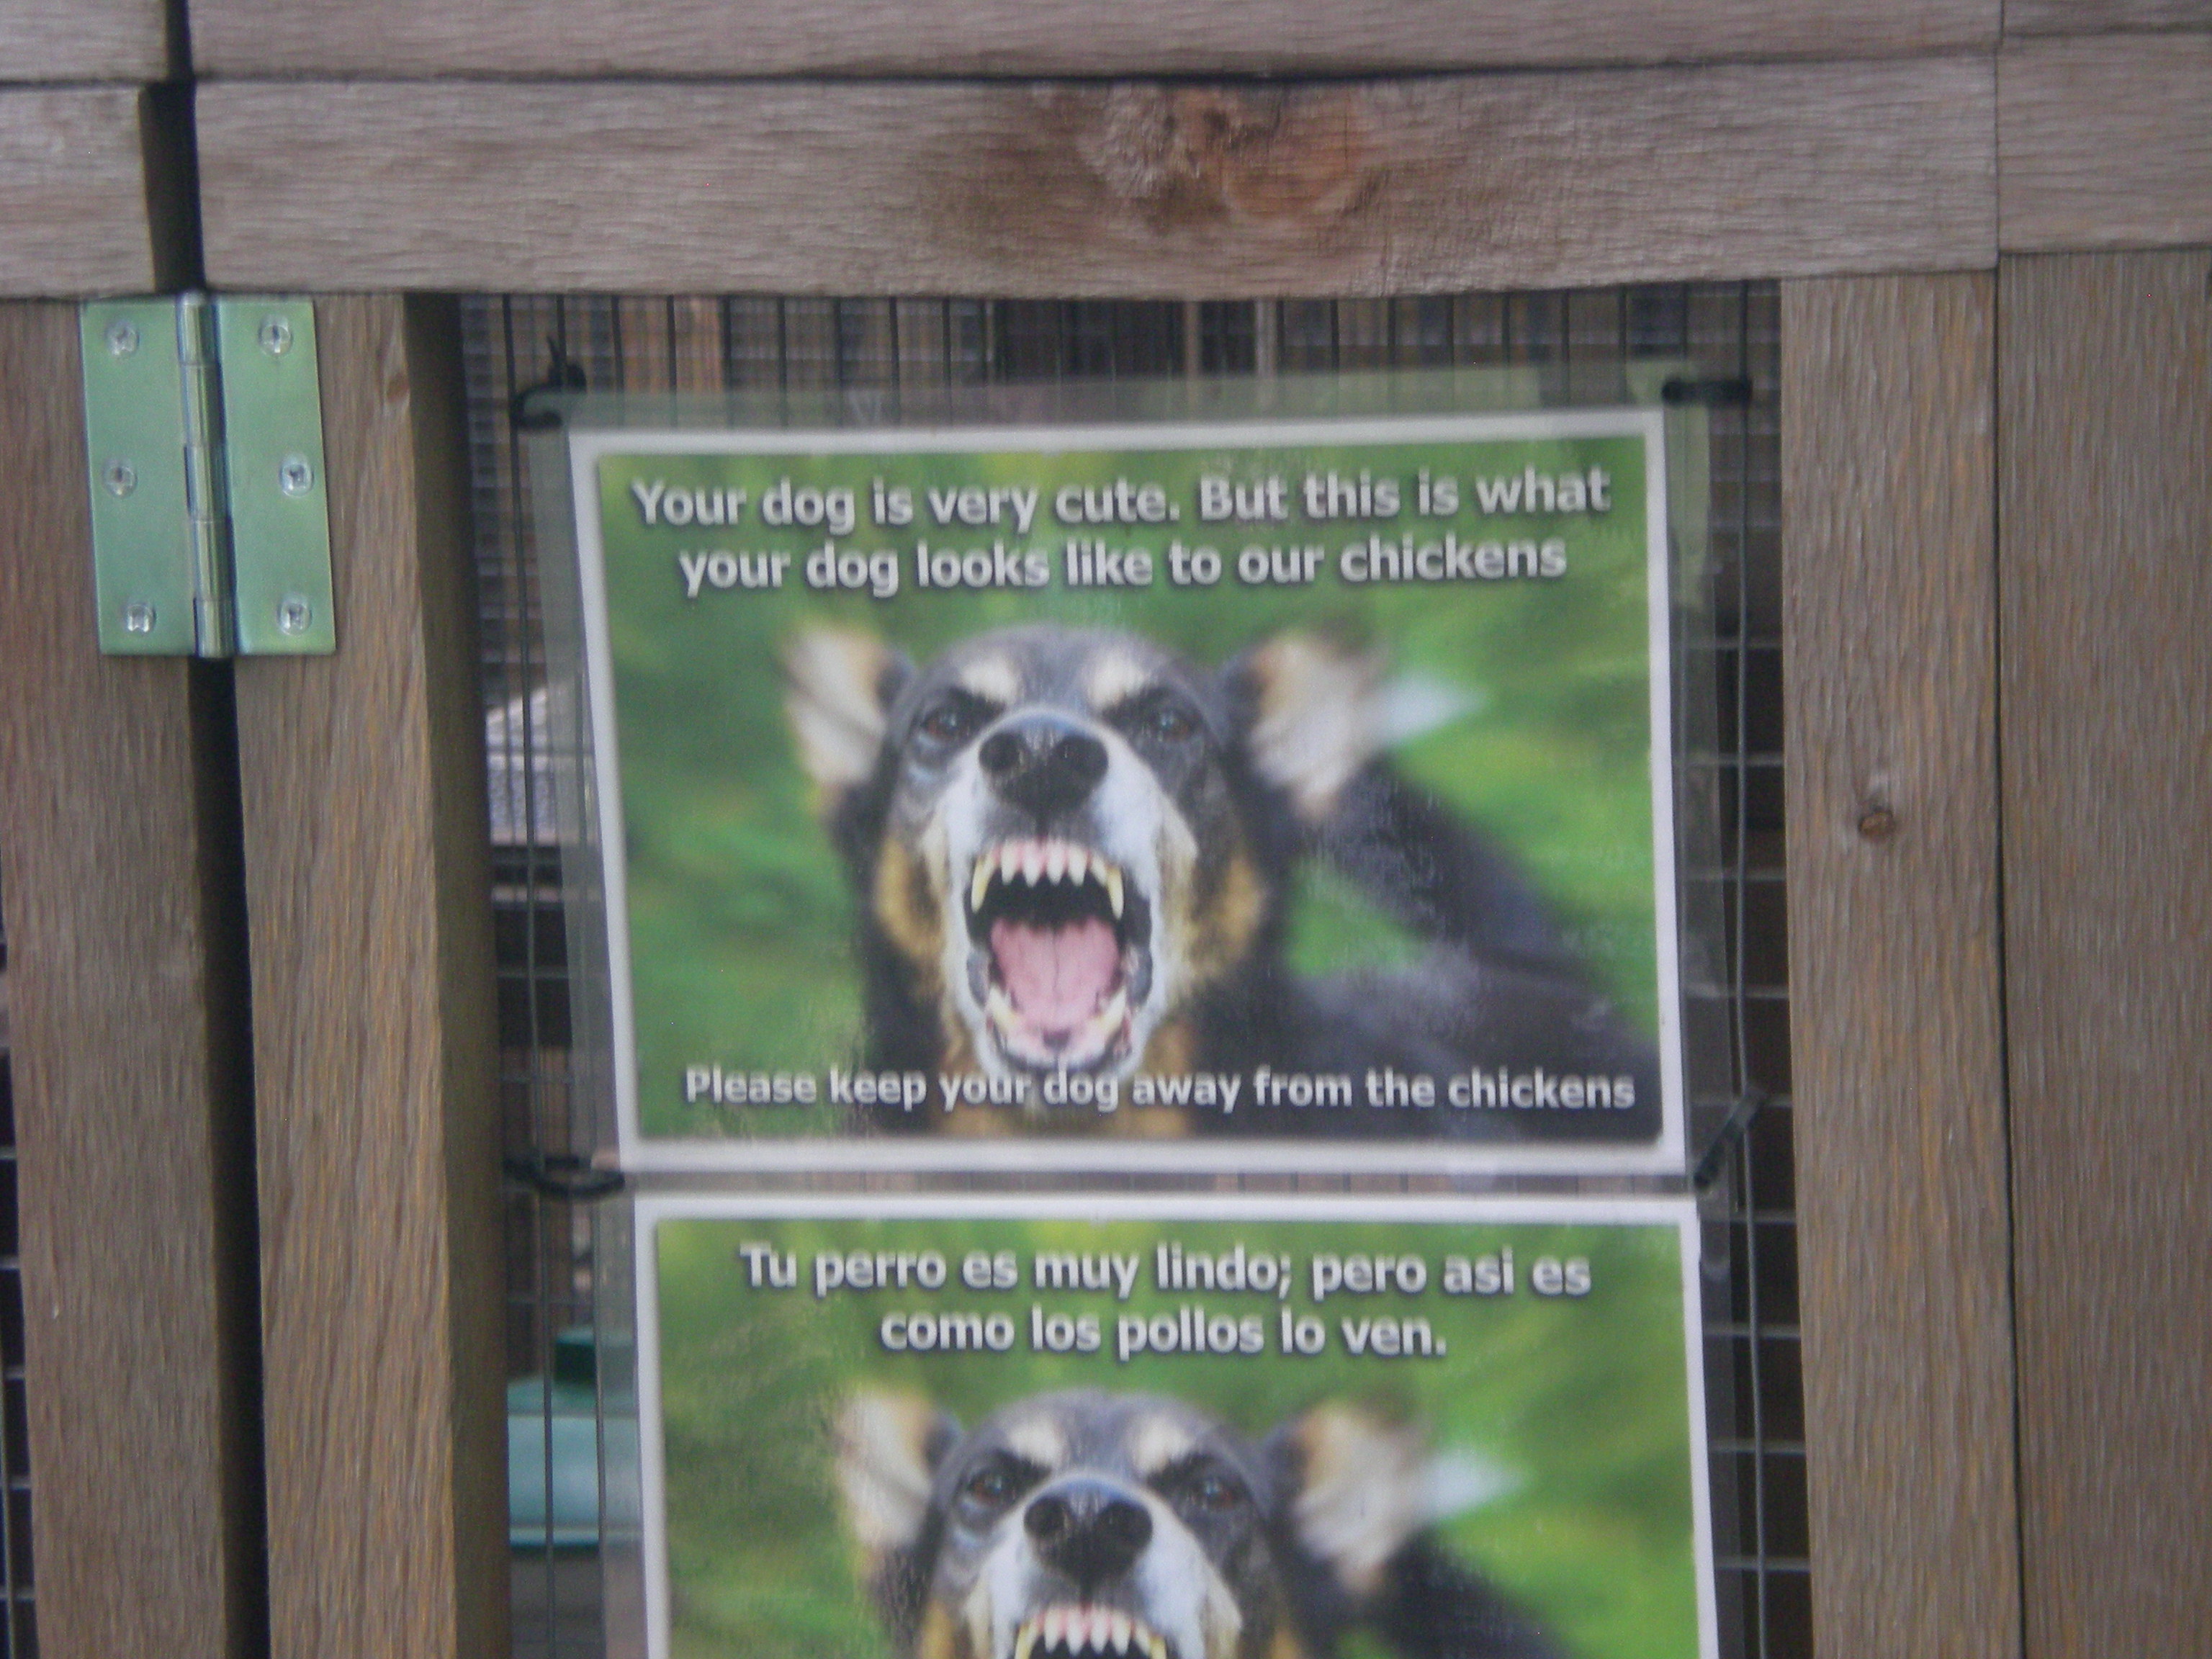 Your dog is very cute. But this is what
your dog looks like to our chickens
Please keep your dog away from the chickens
Tu perro es muy lindo; pero asi es
como los pollos lo ven.